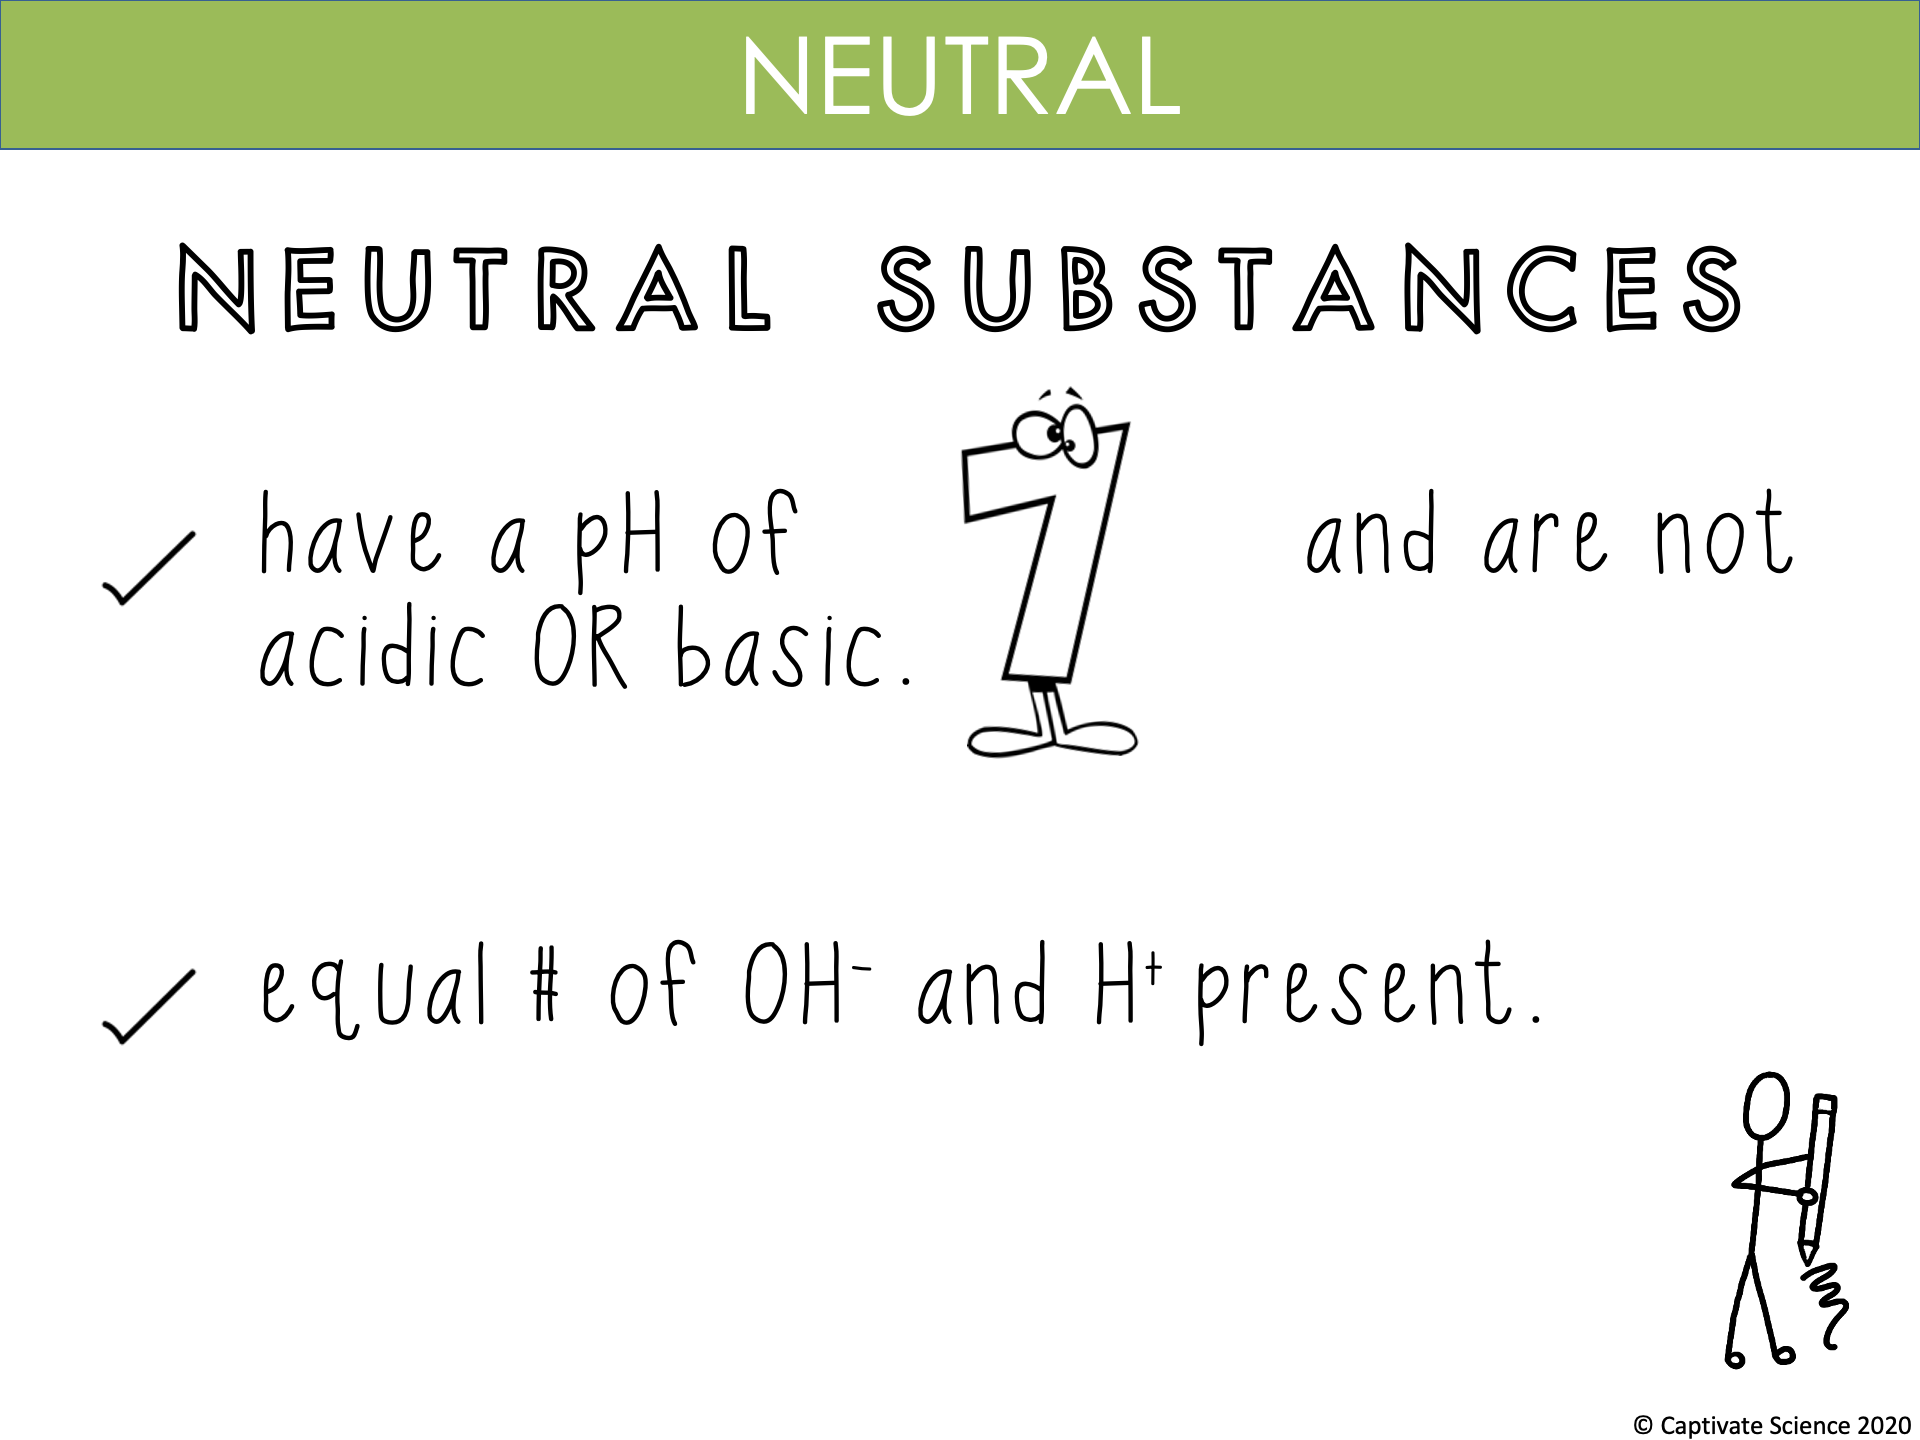 NEUTRAL
NEUTRAL SUBSTANCES
have a pH of 7 and are not
acidic OR basic.
equal # of OH⁻ and H⁺ present.
© Captivate Science 2020